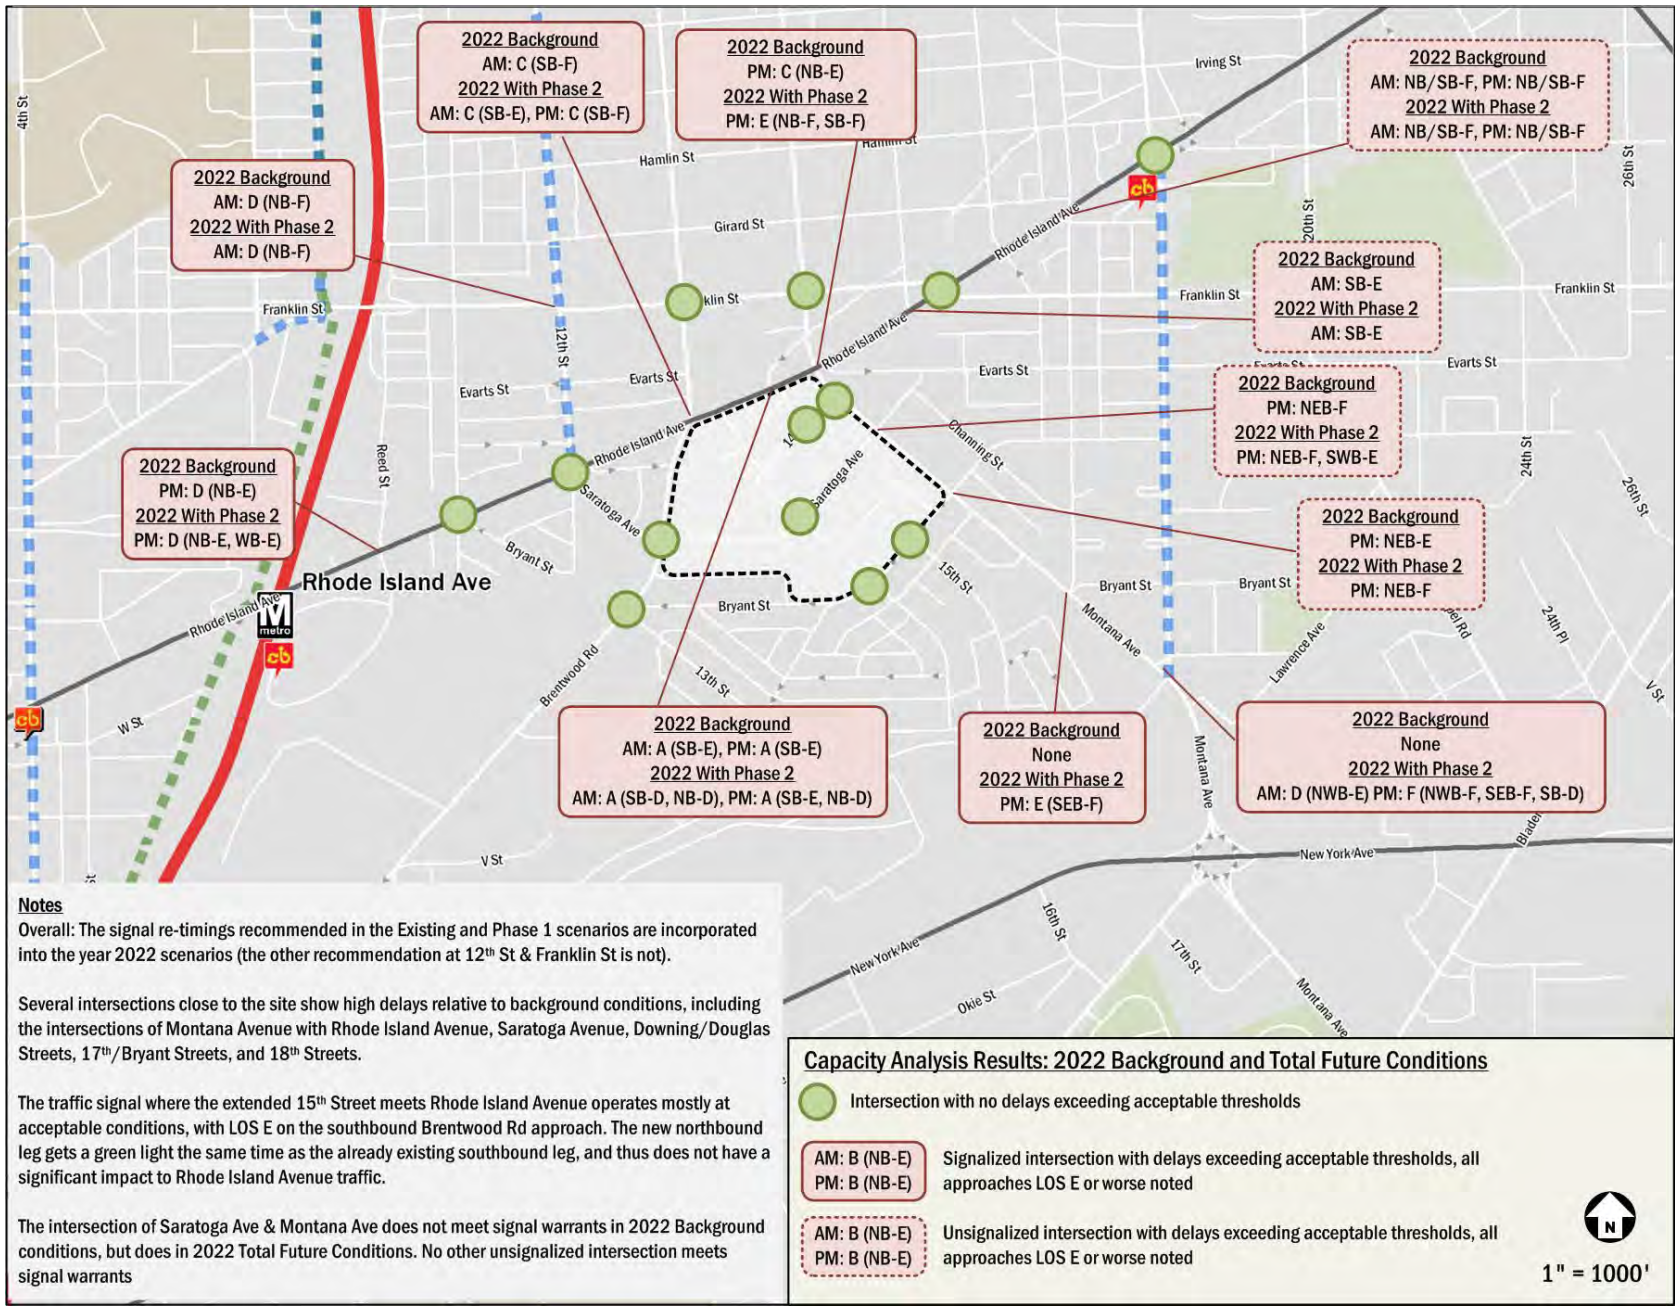 2022 Background
AM: C (SB-F)
2022 With Phase 2
AM: C (SB-E), PM: C (SB-F)
2022 Background
PM: C (NB-E)
2022 With Phase 2
PM: E (NB-F, SB-F)
2022 Background
AM: NB/SB-F, PM: NB/SB-F
2022 With Phase 2
AM: NB/SB-F, PM: NB/SB-F
2022 Background
AM: D (NB-F)
2022 With Phase 2
AM: D (NB-F)
2022 Background
AM: SB-E
2022 With Phase 2
AM: SB-E
2022 Background
PM: NEB-F
2022 With Phase 2
PM: NEB-F, SWB-E
2022 Background
PM: D (NB-E)
2022 With Phase 2
PM: D (NB-E, WB-E)
2022 Background
PM: NEB-E
2022 With Phase 2
PM: NEB-F
2022 Background
AM: A (SB-E), PM: A (SB-E)
2022 With Phase 2
AM: A (SB-D, NB-D), PM: A (SB-E, NB-D)
2022 Background
None
2022 With Phase 2
PM: E (SEB-F)
2022 Background
None
2022 With Phase 2
AM: D (NWB-E) PM: F (NWB-F, SEB-F, SB-D)
4th St
Irving St
Hamlin St
Hamlin St
26th St
Girard St
20th St
Rhode Island Ave
Franklin St
klin St
Franklin St
Franklin St
12th St
Rhode Island Ave
Evarts St
Evarts St
Evarts St
Evarts St
Evarts St
Reed St
Rhode Island Ave
14
Saratoga Ave
Channing St
24th St
26th St
Saratoga Ave
Bryant St
Rhode Island Ave
Rhode Island Ave
M
metro
cb
cb
cb
15th St
Bryant St
Bryant St
Bryant St
Montana Ave
Lawrence Ave
pel Rd
24th Pl
V St
Brentwood Rd
13th St
W St
Montana Ave
V St
St
New York Ave
Bladen
New York Ave
16th St
17th St
Okie St
Montana Ave
Notes
Overall: The signal re-timings recommended in the Existing and Phase 1 scenarios are incorporated
into the year 2022 scenarios (the other recommendation at 12th St & Franklin St is not).
Several intersections close to the site show high delays relative to background conditions, including
the intersections of Montana Avenue with Rhode Island Avenue, Saratoga Avenue, Downing/Douglas
Streets, 17th/Bryant Streets, and 18th Streets.
The traffic signal where the extended 15th Street meets Rhode Island Avenue operates mostly at
acceptable conditions, with LOS E on the southbound Brentwood Rd approach. The new northbound
leg gets a green light the same time as the already existing southbound leg, and thus does not have a
significant impact to Rhode Island Avenue traffic.
The intersection of Saratoga Ave & Montana Ave does not meet signal warrants in 2022 Background
conditions, but does in 2022 Total Future Conditions. No other unsignalized intersection meets
signal warrants
Capacity Analysis Results: 2022 Background and Total Future Conditions
Intersection with no delays exceeding acceptable thresholds
AM: B (NB-E)
PM: B (NB-E)
Signalized intersection with delays exceeding acceptable thresholds, all
approaches LOS E or worse noted
AM: B (NB-E)
PM: B (NB-E)
Unsignalized intersection with delays exceeding acceptable thresholds, all
approaches LOS E or worse noted
N
1" = 1000'